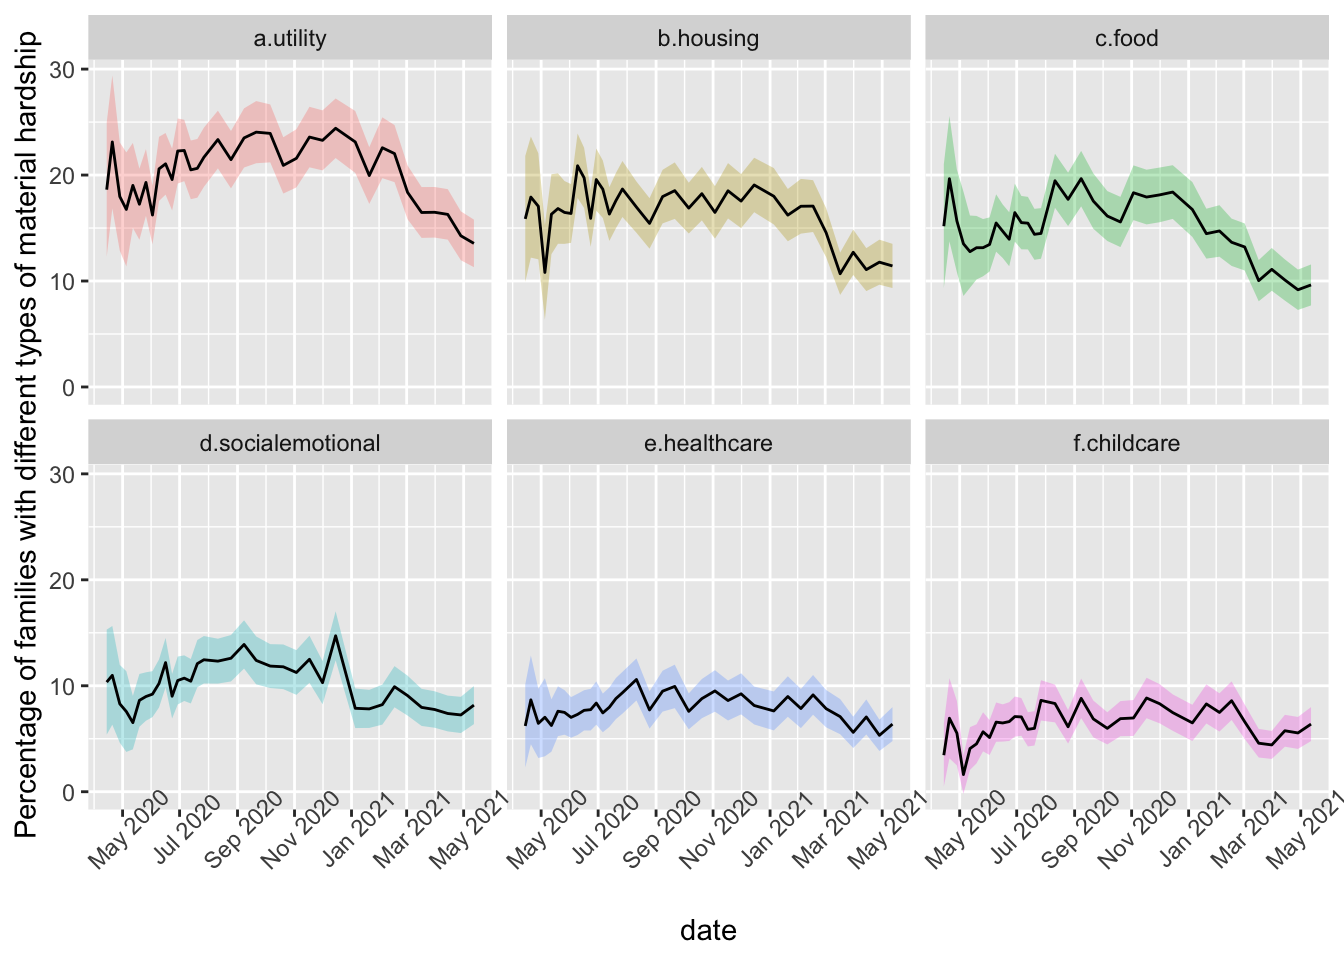 Percentage of families with different types of material hardship
a.utility
b.housing
c.food
30
20
10
0
d.socialemotional
e.healthcare
f.childcare
30
20
10
0
May 2020
Jul 2020
Sep 2020
Nov 2020
Jan 2021
Mar 2021
May 2021
May 2020
Jul 2020
Sep 2020
Nov 2020
Jan 2021
Mar 2021
May 2021
May 2020
Jul 2020
Sep 2020
Nov 2020
Jan 2021
Mar 2021
May 2021
date